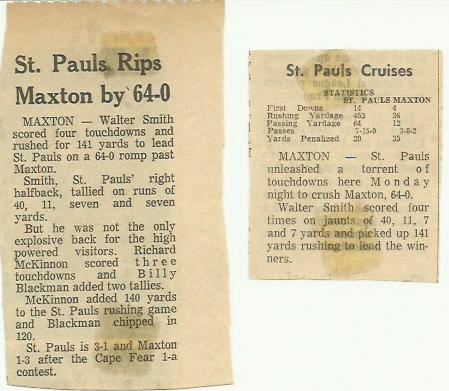 St. Pauls Rips
Maxton by 64-0
MAXTON — Walter Smith
scored four touchdowns and
rushed for 141 yards to lead
St. Pauls on a 64-0 romp past
Maxton.
Smith, St. Pauls' right
halfback, tallied on runs of
40, 11, seven and seven
yards.
But he was not the only
explosive back for the high
powered visitors. Richard
McKinnon scored three
touchdowns and Billy
Blackman added two tallies.
McKinnon added 140 yards
to the St. Pauls rushing game
and Blackman chipped in
120.
St. Pauls is 3-1 and Maxton
1-3 after the Cape Fear 1-a
contest.
St. Pauls Cruises
STATISTICS
ST. PAULS MAXTON
First Downs 14 4
Rushing Yardage 453 36
Passing Yardage 64 12
Passes 7-15-0 3-8-2
Yards Penalized 20 35
MAXTON — St. Pauls
unleashed a torrent of
touchdowns here Monday
night to crush Maxton, 64-0.
Walter Smith scored four
times on jaunts of 40, 11, 7
and 7 yards and picked up 141
yards rushing to lead the win-
ners.